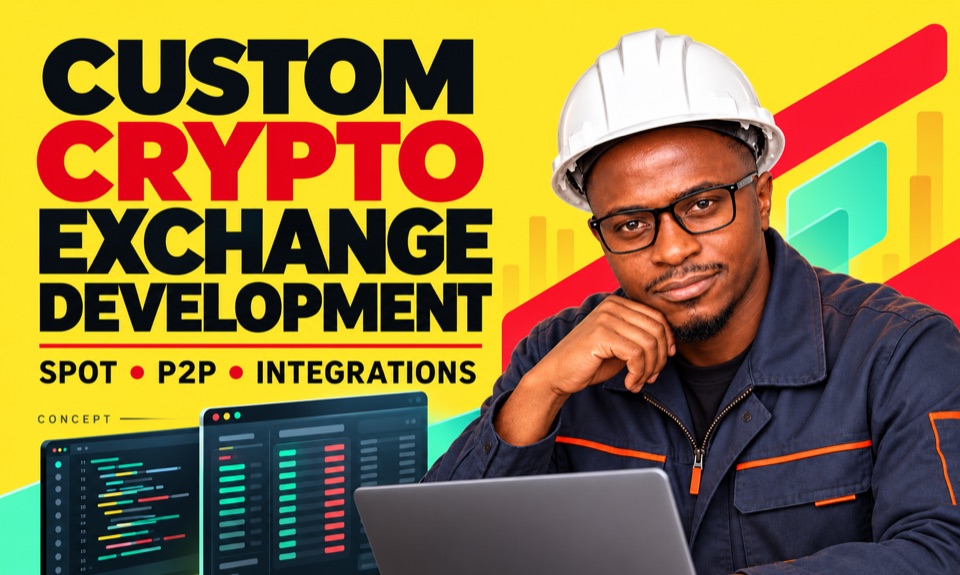 CUSTOM
CRYPTO
EXCHANGE
DEVELOPMENT
SPOT • P2P • INTEGRATIONS
CONCEPT